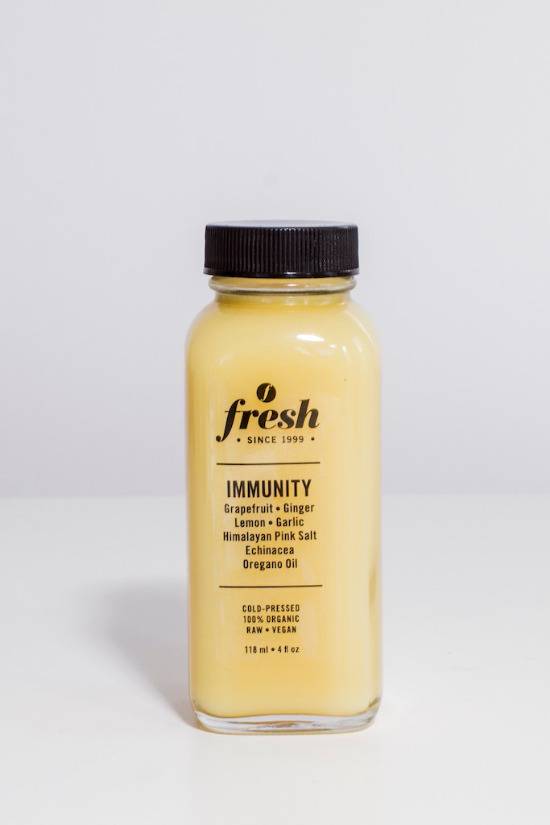 fresh
• SINCE 1999 •
IMMUNITY
Grapefruit • Ginger
Lemon • Garlic
Himalayan Pink Salt
Echinacea
Oregano Oil
COLD-PRESSED
100% ORGANIC
RAW • VEGAN
118 ml • 4 fl oz